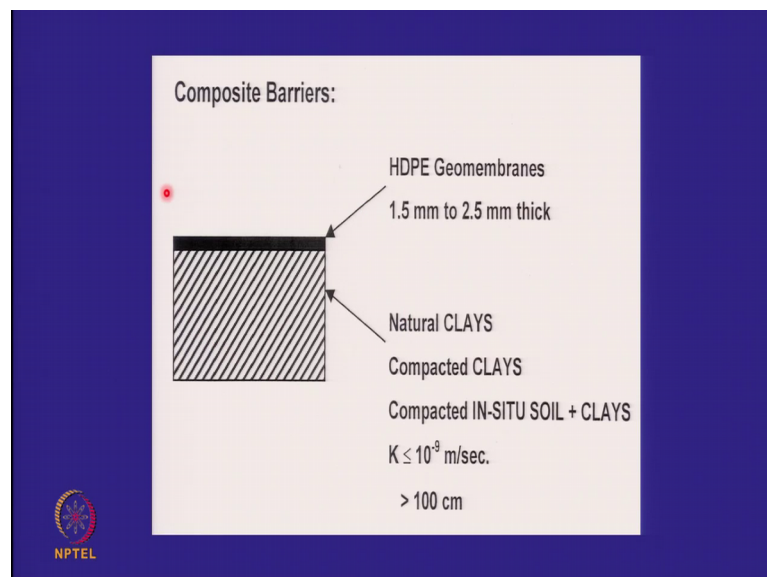 Composite Barriers:
HDPE Geomembranes
1.5 mm to 2.5 mm thick
Natural CLAYS
Compacted CLAYS
Compacted IN-SITU SOIL + CLAYS
K ≤ 10⁻⁹ m/sec.
> 100 cm
NPTEL